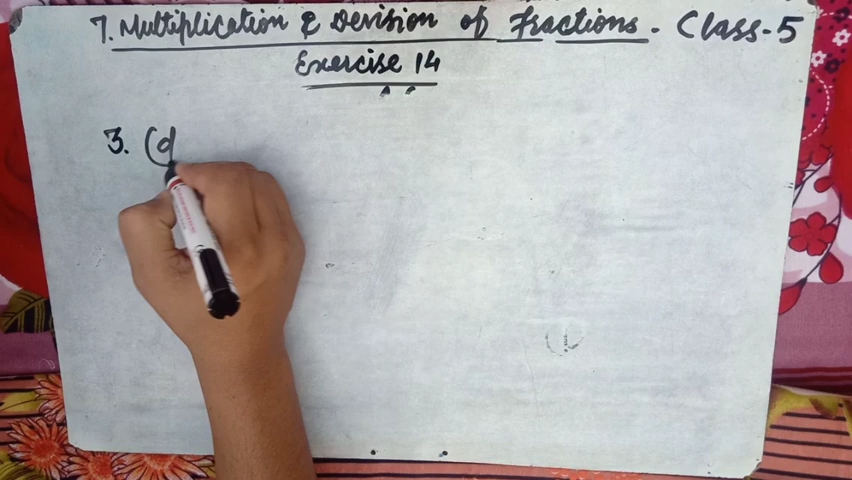 7. Multiplication & Devision of Fractions. Class-5
Exercise 14
3. (d